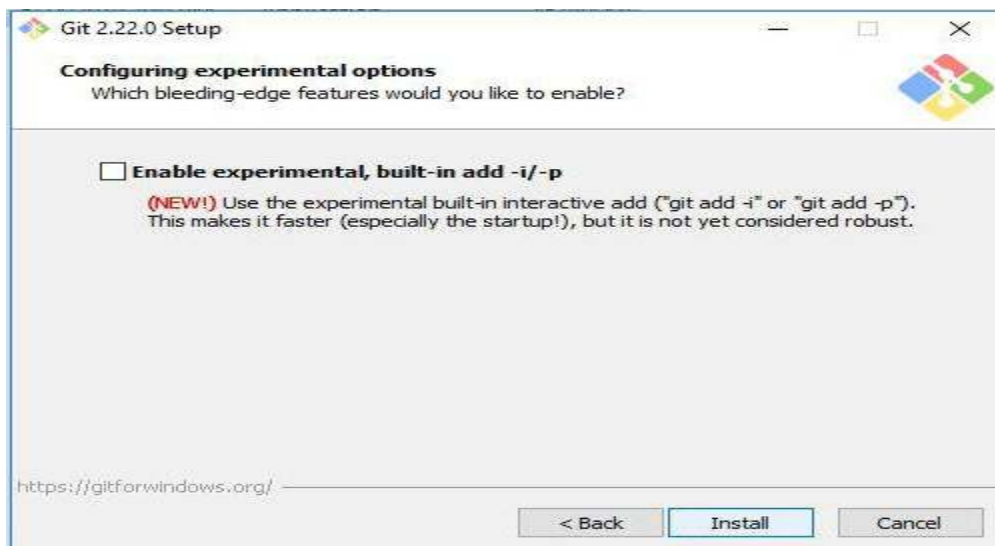 Git 2.22.0 Setup
Configuring experimental options
Which bleeding-edge features would you like to enable?
Enable experimental, built-in add -i/-p
(NEW!) Use the experimental built-in interactive add ("git add -i" or "git add -p").
This makes it faster (especially the startup!), but it is not yet considered robust.
https://gitforwindows.org/
< Back
Install
Cancel